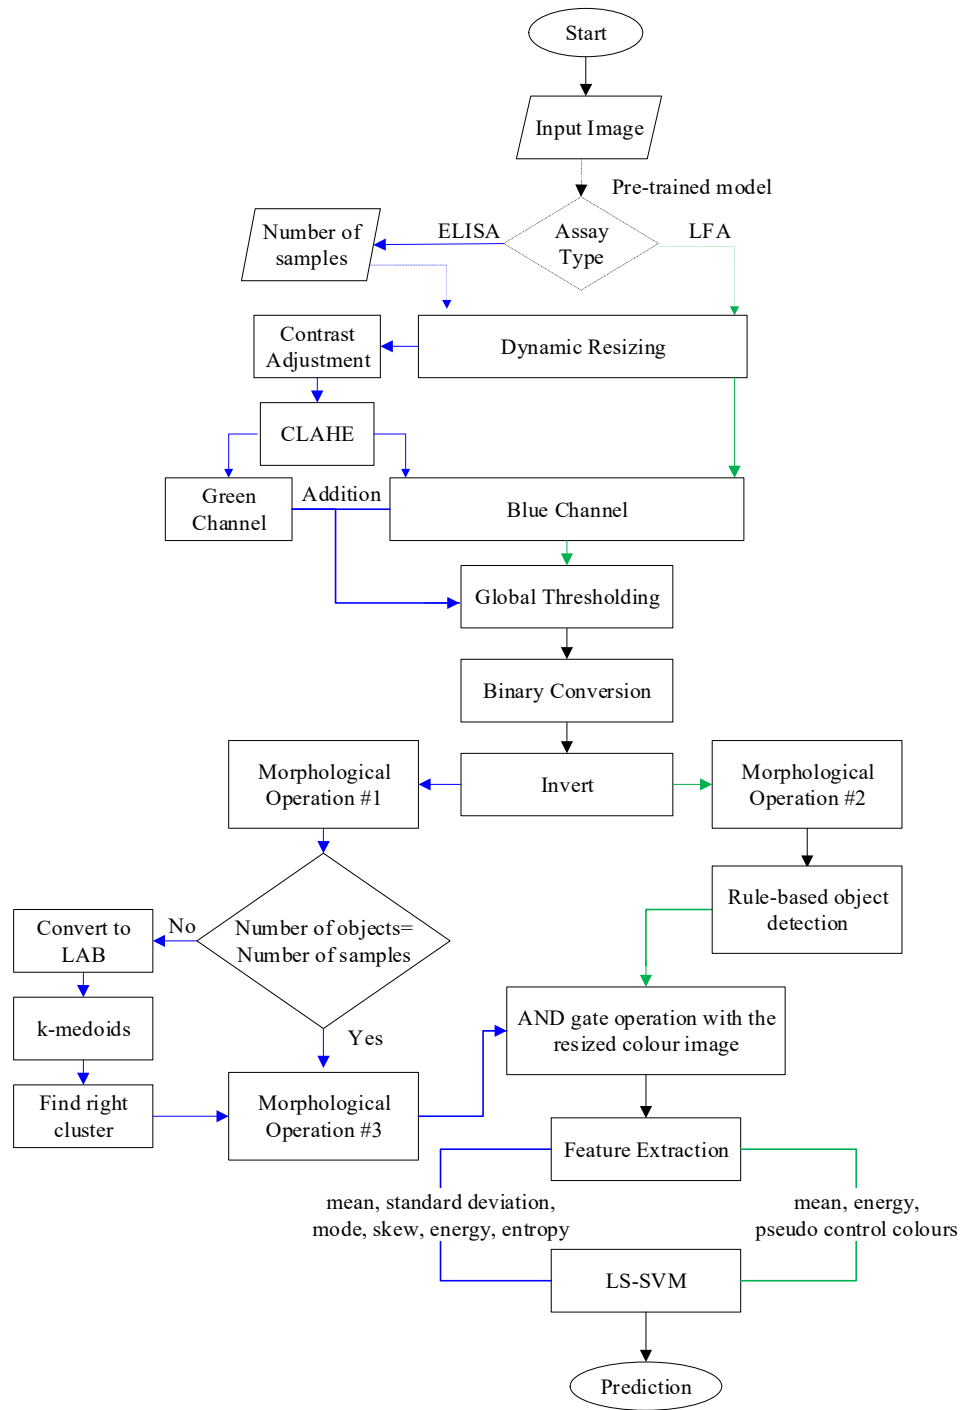 Start
Input Image
Pre-trained model
Number of
samples
ELISA
Assay
Type
LFA
Contrast
Adjustment
Dynamic Resizing
CLAHE
Green
Channel
Addition
Blue Channel
Global Thresholding
Binary Conversion
Morphological
Operation #1
Invert
Morphological
Operation #2
Rule-based object
detection
Convert to
LAB
No
Number of objects=
Number of samples
k-medoids
Yes
AND gate operation with the
resized colour image
Find right
cluster
Morphological
Operation #3
Feature Extraction
mean, standard deviation,
mode, skew, energy, entropy
mean, energy,
pseudo control colours
LS-SVM
Prediction